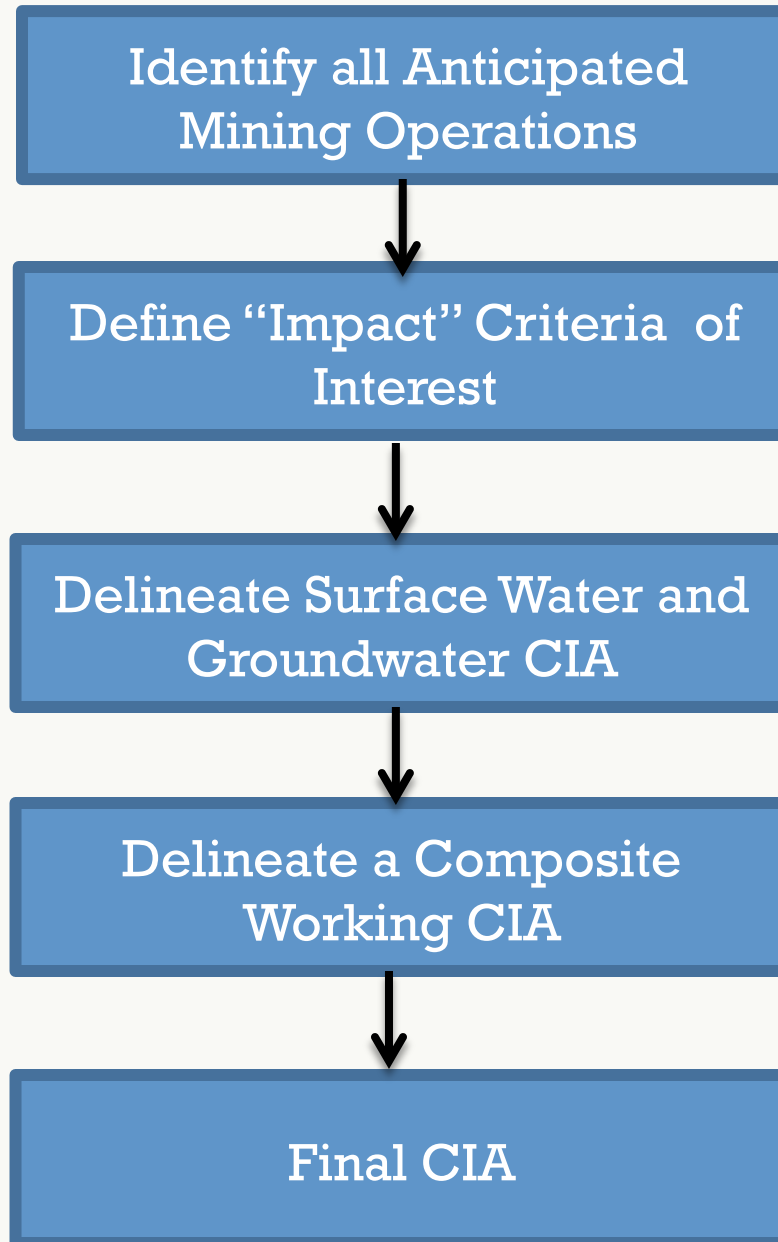 Identify all Anticipated
Mining Operations
Define “Impact” Criteria of
Interest
Delineate Surface Water and
Groundwater CIA
Delineate a Composite
Working CIA
Final CIA